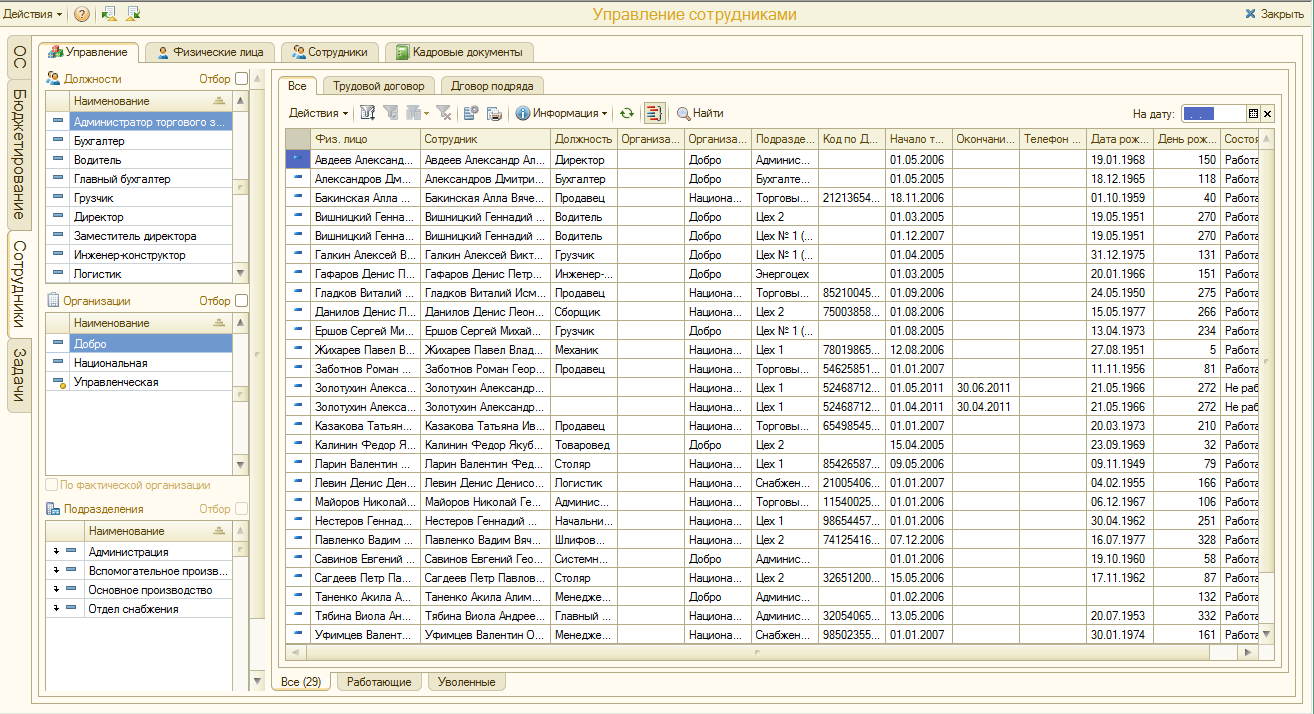 Действия
Управление сотрудниками
Закрыть
ОС
Бюджетирование
Сотрудники
Задачи
Управление Физические лица Сотрудники Кадровые документы
Должности Отбор
Наименование
Администратор торгового з...
Бухгалтер
Водитель
Главный бухгалтер
Грузчик
Директор
Заместитель директора
Инженер-конструктор
Логистик
Организации Отбор
Наименование
Добро
Национальная
Управленческая
По фактической организации
Подразделения Отбор
Наименование
Администрация
Вспомогательное произв...
Основное производство
Отдел снабжения
Все Трудовой договор Дговор подряда
Действия Информация Найти На дату: . .
Физ. лицо Сотрудник Должность Организа... Организа... Подразде... Код по Д... Начало т... Окончани... Телефон ... Дата рож... День рож... Состоя
Авдеев Александ... Авдеев Александр Ал... Директор Добро Админис... 01.05.2006 19.01.1968 150 Работа
Александров Дм... Александров Дмитри... Бухгалтер Добро Бухгалте... 01.05.2005 18.12.1965 118 Работа
Бакинская Алла ... Бакинская Алла Вяче... Продавец Национа... Торговы... 21213654... 18.11.2006 01.10.1959 40 Работа
Вишницкий Генна... Вишницкий Геннадий ... Водитель Добро Цех 2 01.03.2005 19.05.1951 270 Работа
Вишницкий Генна... Вишницкий Геннадий ... Водитель Добро Цех № 1 (... 01.12.2007 19.05.1951 270 Работа
Галкин Алексей В... Галкин Алексей Викт... Грузчик Добро Цех № 1 (... 01.04.2005 31.12.1975 131 Работа
Гафаров Денис П... Гафаров Денис Петр... Инженер-... Добро Энергоцех 01.03.2005 20.01.1966 151 Работа
Гладков Виталий ... Гладков Виталий Исм... Продавец Национа... Торговы... 85210045... 01.09.2006 24.05.1950 275 Работа
Данилов Денис Л... Данилов Денис Леон... Сборщик Национа... Цех 2 75003858... 01.08.2006 15.05.1977 266 Работа
Ершов Сергей Ми... Ершов Сергей Михай... Грузчик Добро Цех № 1 (... 01.08.2005 13.04.1973 234 Работа
Жихарев Павел В... Жихарев Павел Влад... Механик Национа... Цех 1 78019865... 12.08.2006 27.08.1951 5 Работа
Заботнов Роман ... Заботнов Роман Геор... Продавец Национа... Торговы... 54625851... 01.01.2007 11.11.1956 81 Работа
Золотухин Алекса... Золотухин Александр... Национа... Цех 1 52468712... 01.05.2011 30.06.2011 21.05.1966 272 Не раб
Золотухин Алекса... Золотухин Александр... Национа... Цех 1 52468712... 01.04.2011 30.04.2011 21.05.1966 272 Не раб
Казакова Татьян... Казакова Татьяна Ив... Продавец Национа... Торговы... 65498545... 01.01.2007 20.03.1973 210 Работа
Калинин Федор Я... Калинин Федор Якуб... Товаровед Добро Цех 2 15.04.2005 23.09.1969 32 Работа
Ларин Валентин ... Ларин Валентин Фед... Столяр Национа... Цех 1 85426587... 09.05.2006 09.11.1949 79 Работа
Левин Денис Ден... Левин Денис Денисо... Логистик Национа... Снабжен... 21005406... 01.01.2007 04.02.1955 166 Работа
Майоров Николай... Майоров Николай Ге... Админис... Национа... Торговы... 11540025... 01.01.2006 06.12.1967 106 Работа
Нестеров Геннад... Нестеров Геннадий ... Начальни... Национа... Цех 1 98654457... 01.01.2006 30.04.1962 251 Работа
Павленко Вадим ... Павленко Вадим Вяч... Шлифов... Национа... Цех 2 74125416... 07.12.2006 16.07.1977 328 Работа
Савинов Евгений ... Савинов Евгений Гео... Системн... Добро Админис... 01.01.2006 19.10.1960 58 Работа
Сагдеев Петр Па... Сагдеев Петр Павлов... Столяр Национа... Цех 2 32651200... 15.05.2006 17.11.1962 87 Работа
Таненко Акила А... Таненко Акила Алим... Менедже... Добро Админис... 01.02.2006 132 Работа
Тябина Виола Ан... Тябина Виола Андрее... Главный ... Национа... Админис... 32054065... 13.05.2006 20.07.1953 332 Работа
Уфимцев Валент... Уфимцев Валентин О... Менедже... Национа... Снабжен... 98502355... 01.01.2007 30.01.1974 161 Работа
Все (29) Работающие Уволенные